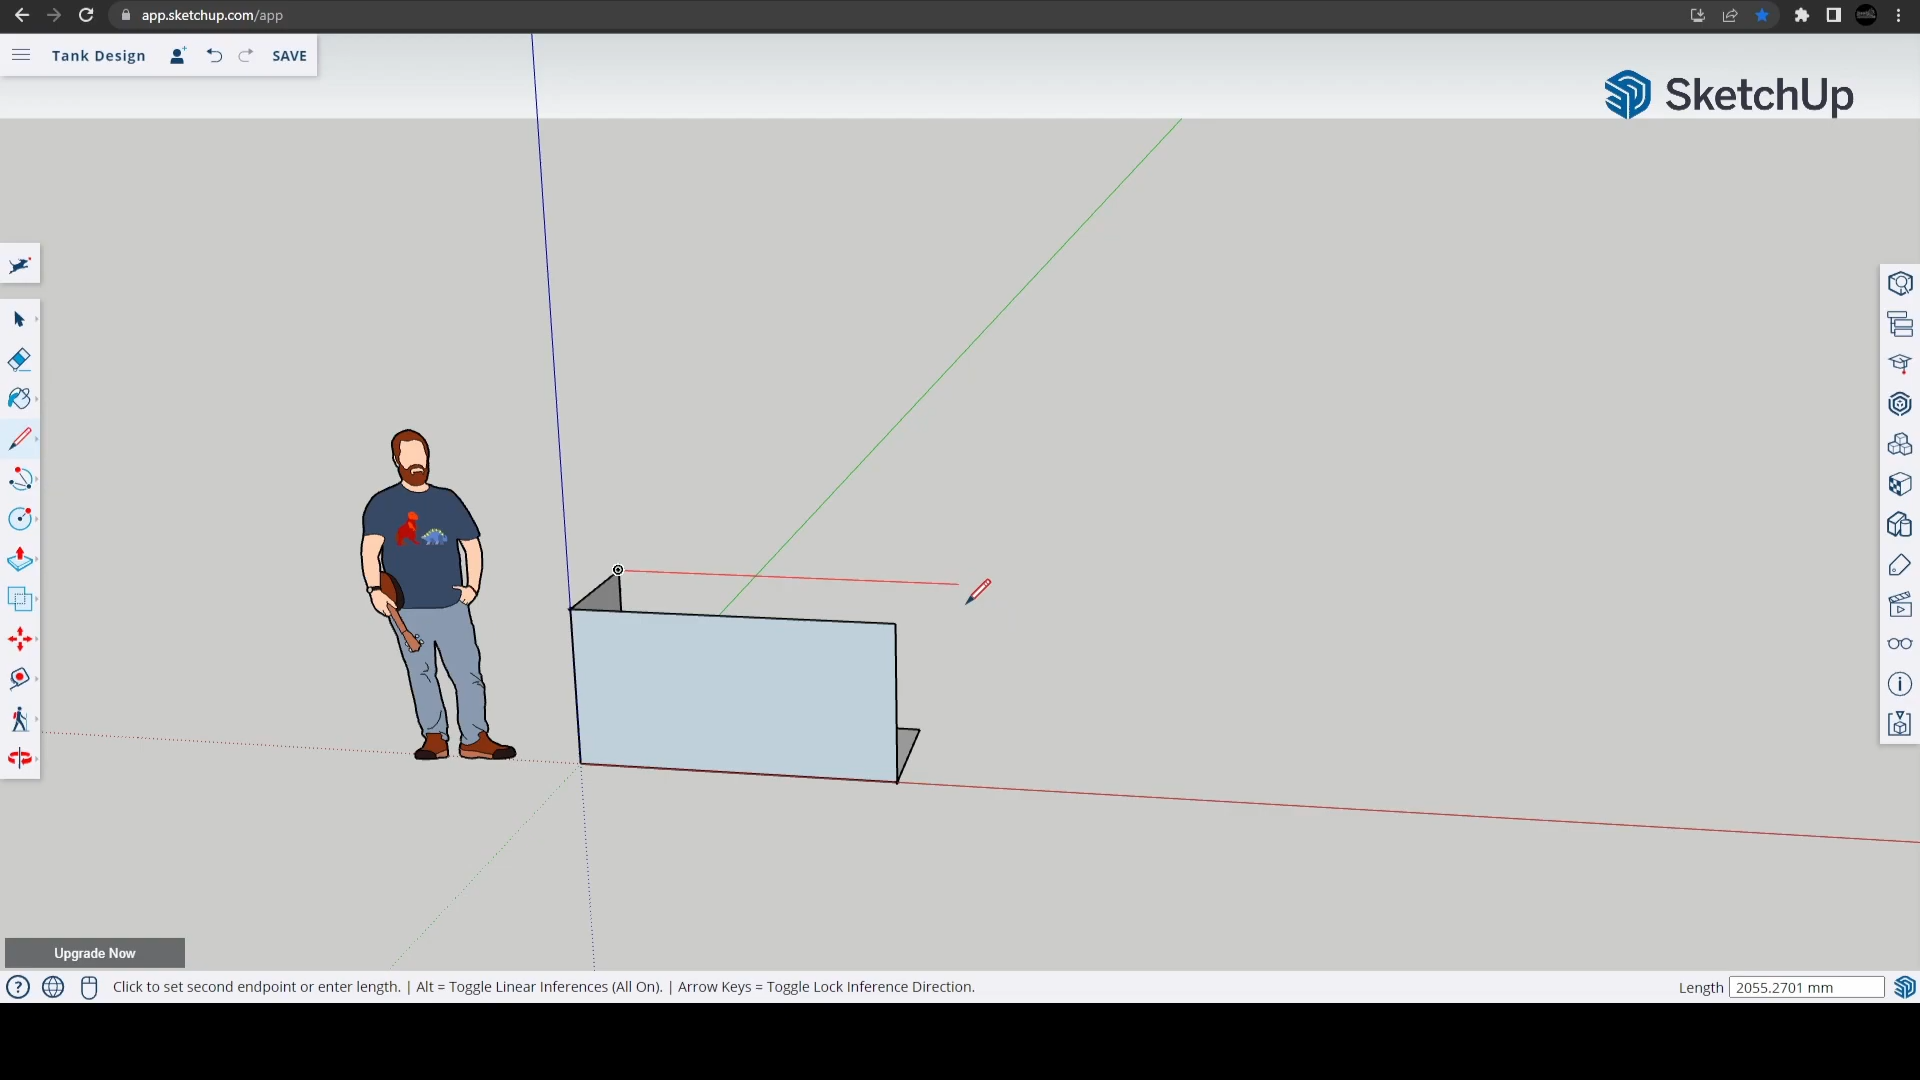 app.sketchup.com/app
Tank Design
SAVE
SketchUp
Upgrade Now
Click to set second endpoint or enter length. | Alt = Toggle Linear Inferences (All On). | Arrow Keys = Toggle Lock Inference Direction.
Length 2055.2701 mm